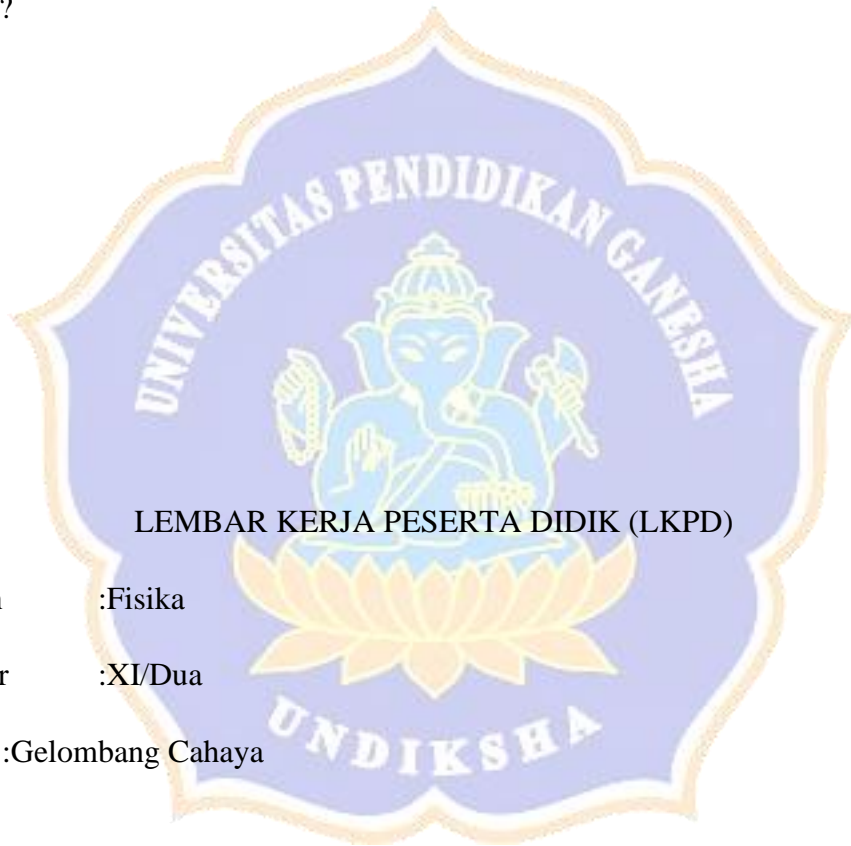 ?
UNIVERSITAS PENDIDIKAN GANESHA
LEMBAR KERJA PESERTA DIDIK (LKPD)
:Fisika
:XI/Dua
:Gelombang Cahaya
UNDIKSHA